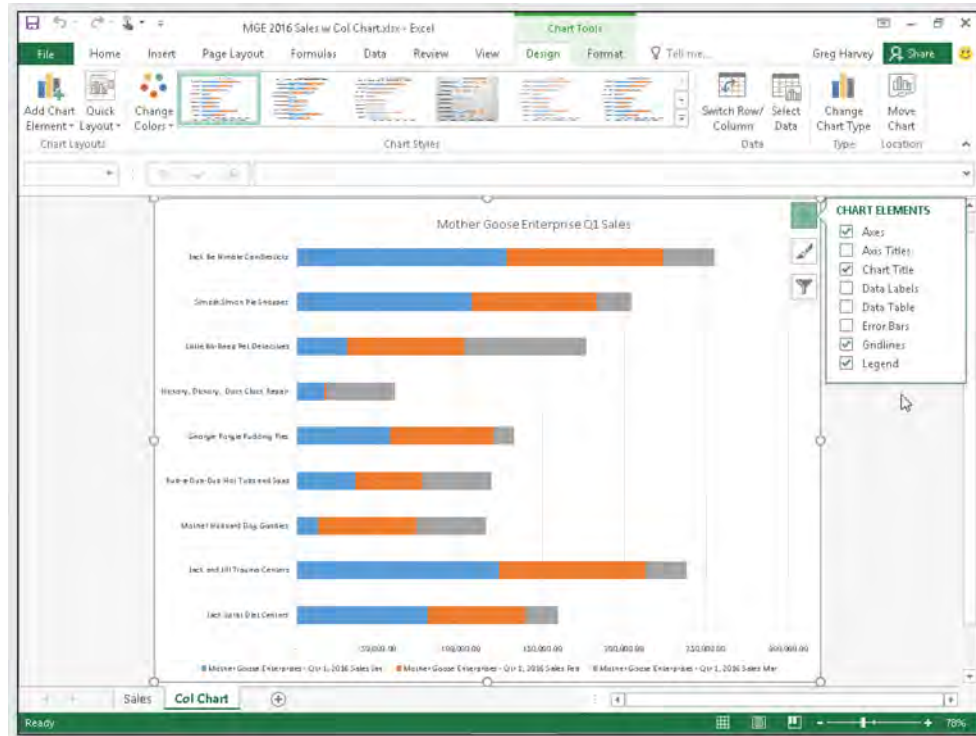 MGE 2016 Sales w Col Chart.xlsx - Excel
Chart Tools
File Home Insert Page Layout Formulas Data Review View Design Format Tell me... Greg Harvey Share
Add Chart Element Quick Layout Change Colors Switch Row/ Column Select Data Change Chart Type Move Chart
Chart Layouts Chart Styles Data Type Location
Mother Goose Enterprise Q1 Sales
CHART ELEMENTS
Axes
Axis Titles
Chart Title
Data Labels
Data Table
Error Bars
Gridlines
Legend
Jack Be Nimble Candlesticks
Simple Simon Pie Shoppes
Little Bo-Beep Pet Detectives
Hickory, Dickory, Dock Clock Repair
Georgie Porgie Pudding Pies
Rub-a-Dub-Dub Hot Tubs and Spas
Mother Hubbard Dog Goodies
Jack and Jill Trauma Centers
Jack Sprat Diet Centers
50,000.00 100,000.00 150,000.00 200,000.00 250,000.00 300,000.00
Mother Goose Enterprises - Qtr 1, 2016 Sales Jan Mother Goose Enterprises - Qtr 1, 2016 Sales Feb Mother Goose Enterprises - Qtr 1, 2016 Sales Mar
Sales Col Chart
Ready 78%